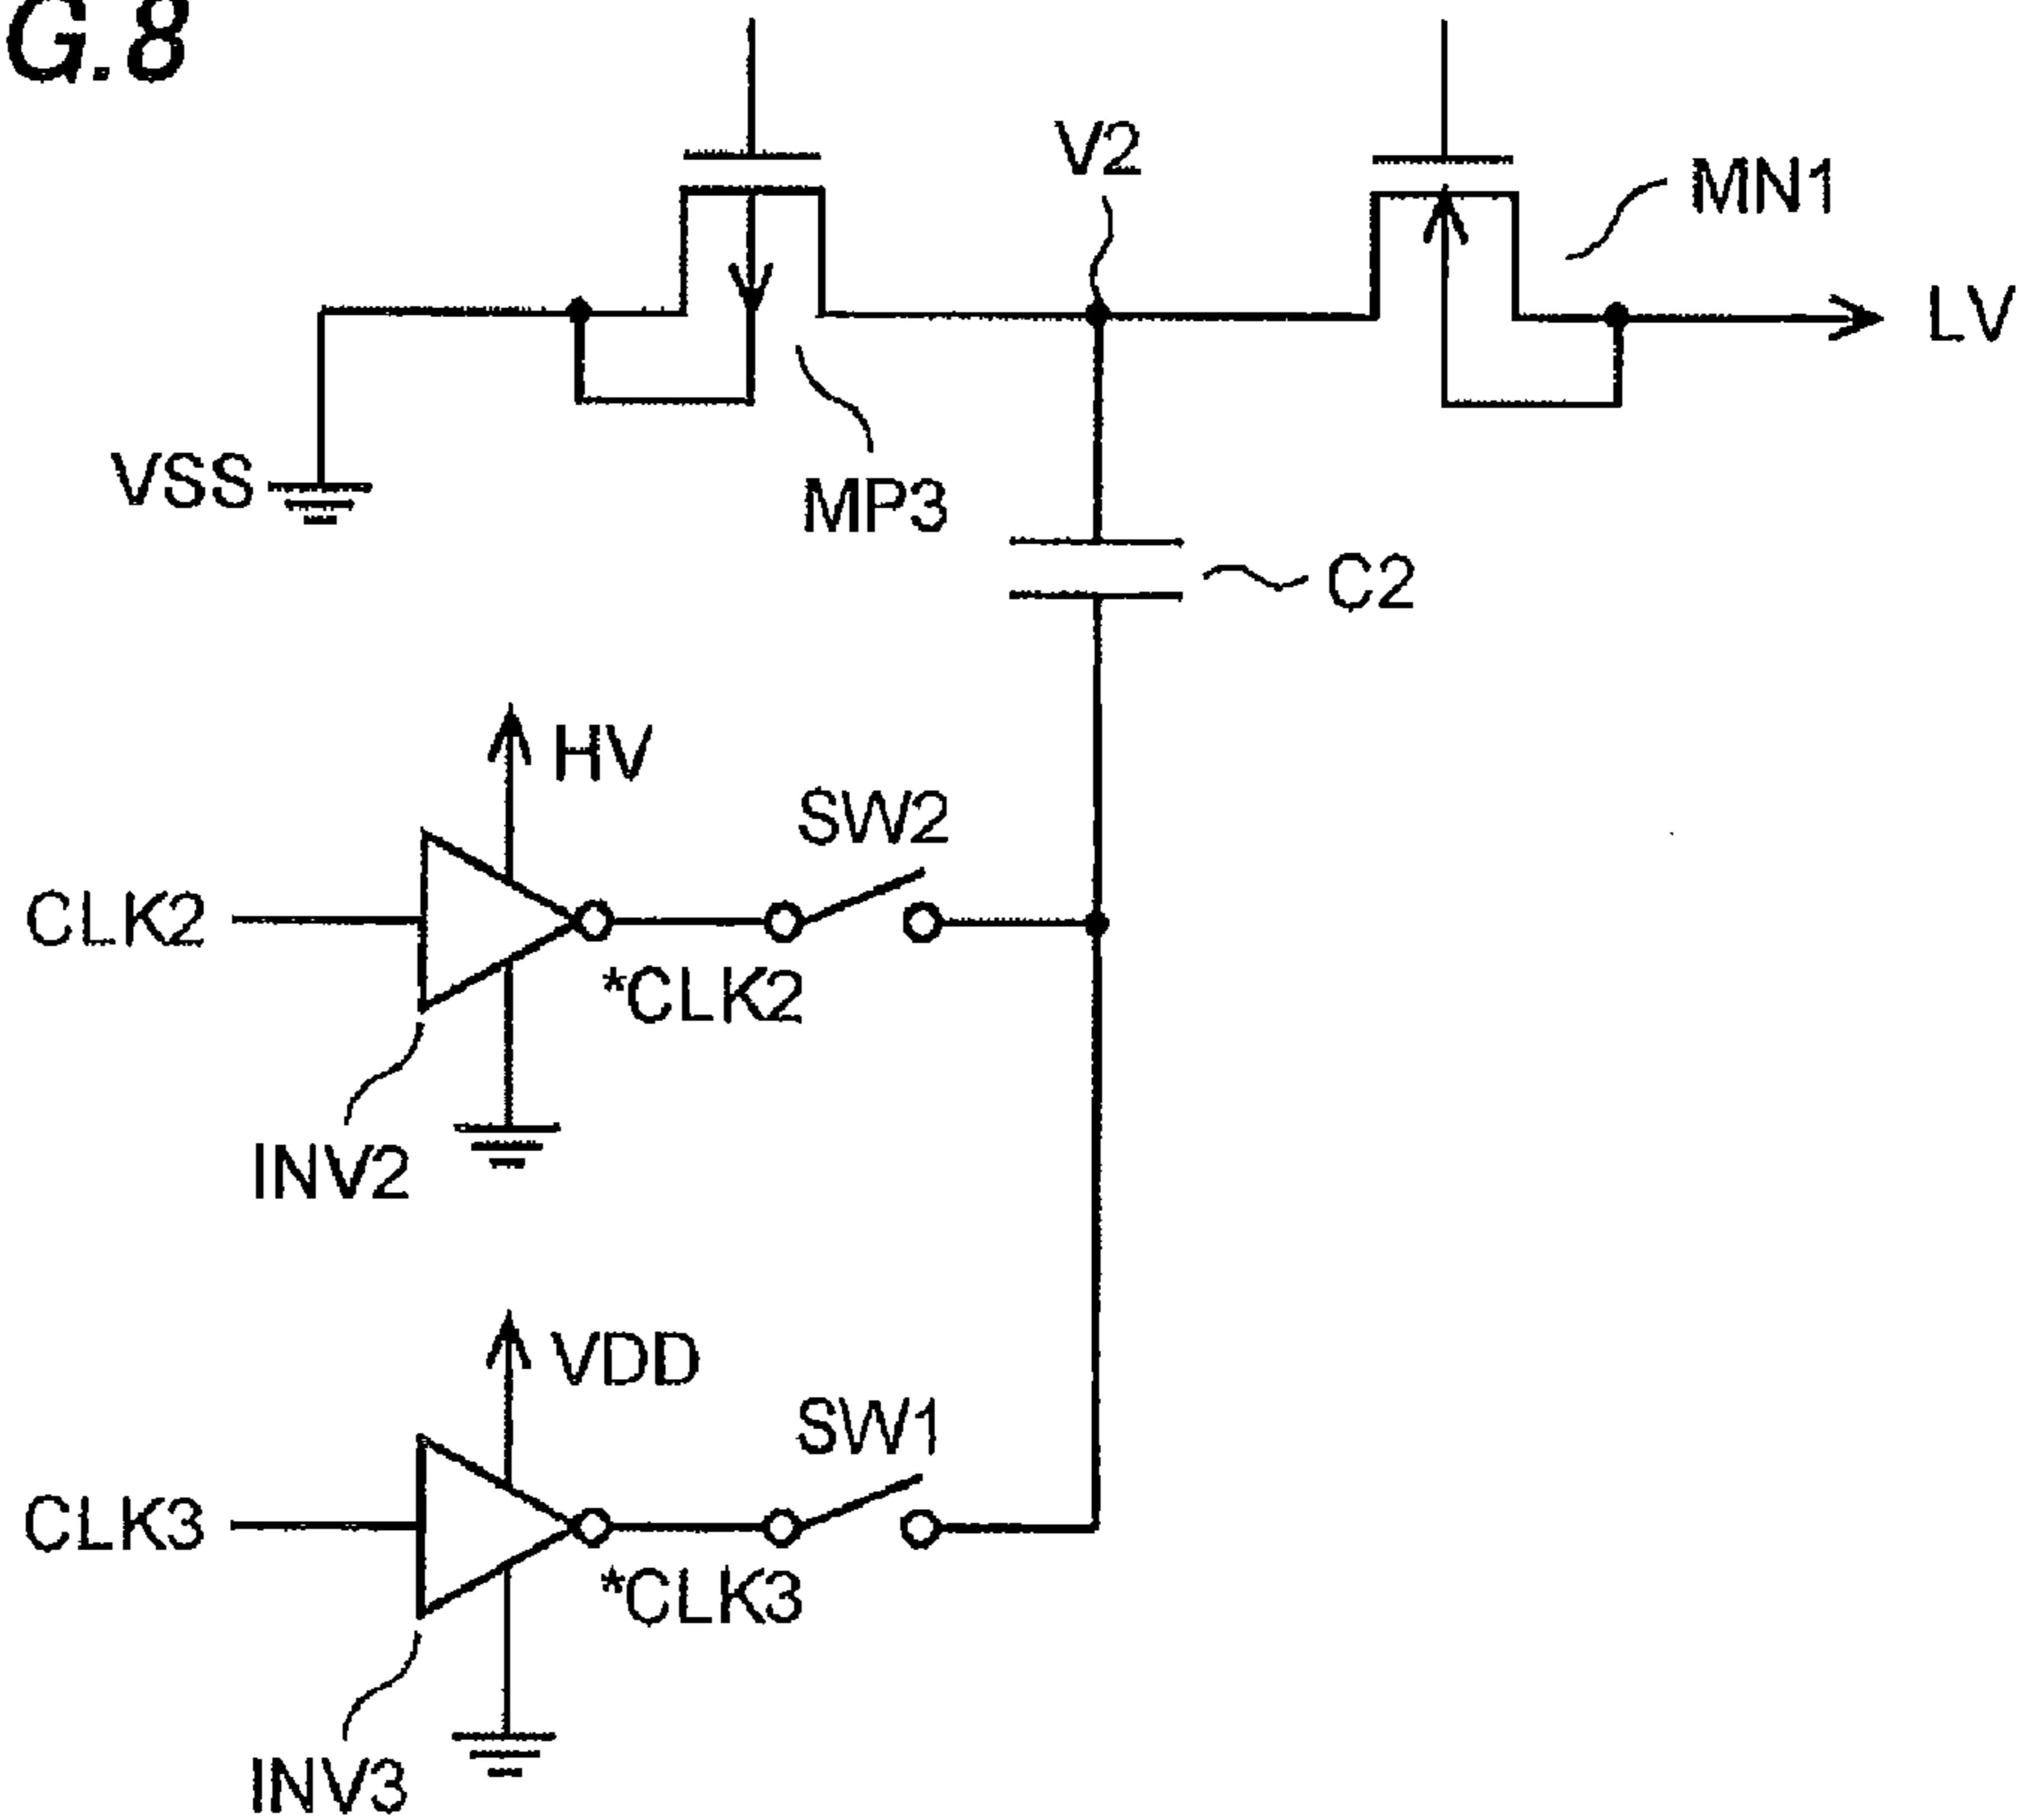 G.8
V2
MN1
LV
VSS
MP3
C2
HV
SW2
CLK2
*CLK2
INV2
VDD
SW1
CLK3
*CLK3
INV3